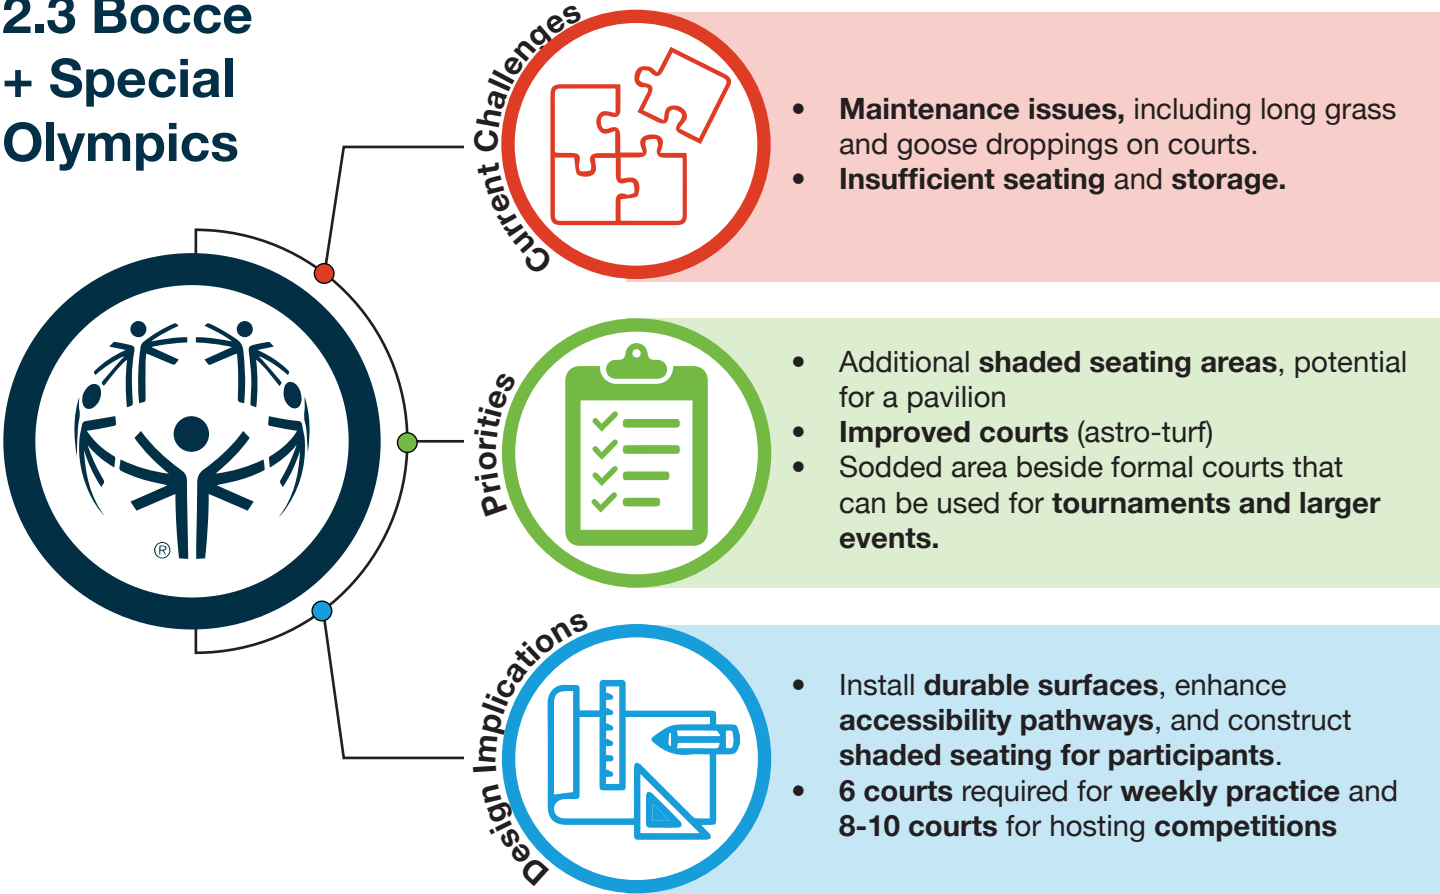 2.3 Bocce
+ Special
Olympics
Current Challenges
• Maintenance issues, including long grass
and goose droppings on courts.
• Insufficient seating and storage.
Priorities
• Additional shaded seating areas, potential
for a pavilion
• Improved courts (astro-turf)
• Sodded area beside formal courts that
can be used for tournaments and larger
events.
®
Design Implications
• Install durable surfaces, enhance
accessibility pathways, and construct
shaded seating for participants.
• 6 courts required for weekly practice and
8-10 courts for hosting competitions